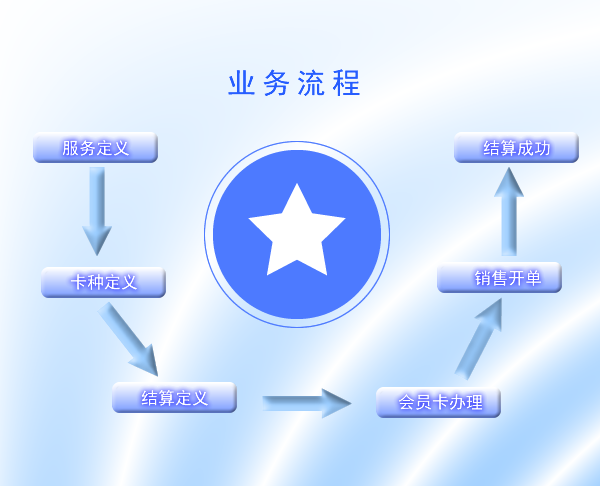 业务流程
服务定义
卡种定义
结算定义
会员卡办理
销售开单
结算成功